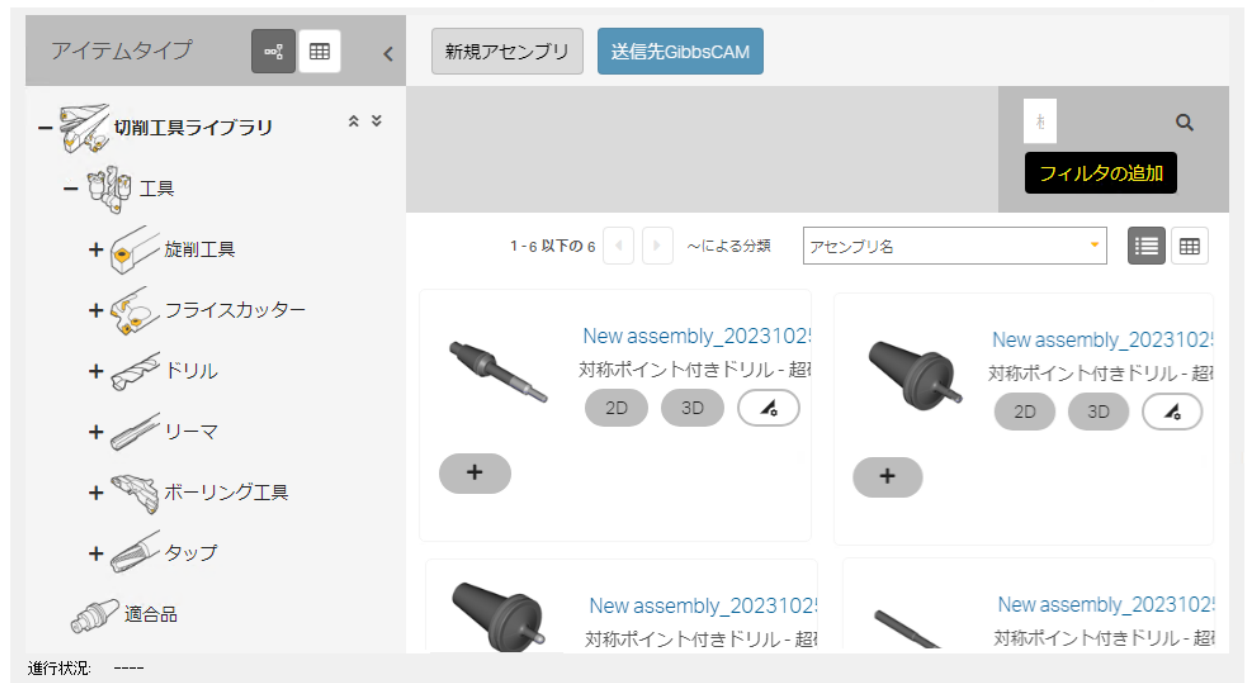 アイテムタイプ
新規アセンブリ
送信先GibbsCAM
切削工具ライブラリ
フィルタの追加
工具
旋削工具
1 - 6 以下の 6
～による分類
アセンブリ名
フライスカッター
New assembly_2023102
対称ポイント付きドリル - 超
2D
3D
New assembly_2023102
対称ポイント付きドリル - 超
2D
3D
ドリル
リーマ
ボーリング工具
タップ
適合品
New assembly_2023102
対称ポイント付きドリル - 超
New assembly_2023102
対称ポイント付きドリル - 超
進行状況: ----